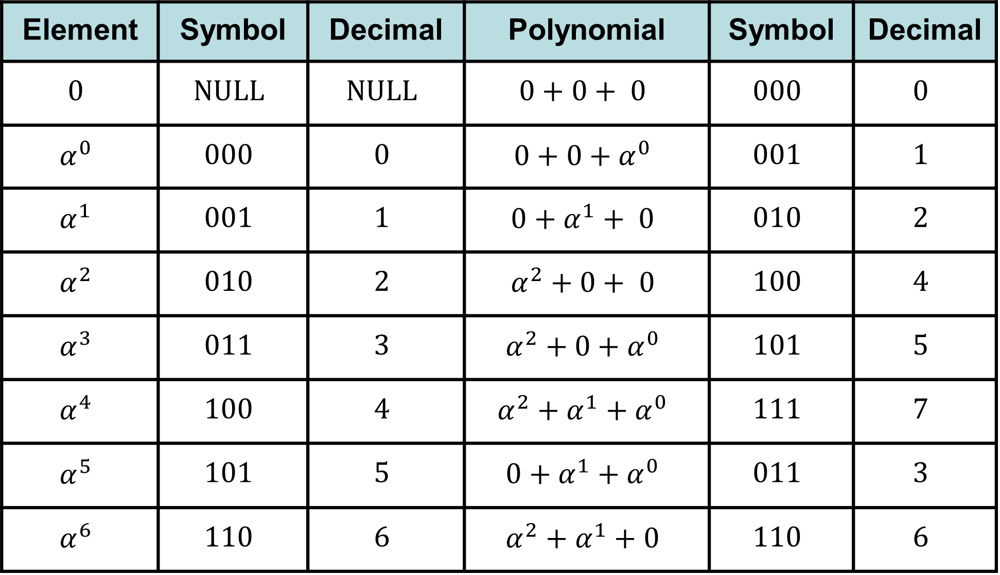 Element Symbol Decimal Polynomial Symbol Decimal
0 NULL NULL 0 + 0 + 0 000 0
α⁰ 000 0 0 + 0 + α⁰ 001 1
α¹ 001 1 0 + α¹ + 0 010 2
α² 010 2 α² + 0 + 0 100 4
α³ 011 3 α² + 0 + α⁰ 101 5
α⁴ 100 4 α² + α¹ + α⁰ 111 7
α⁵ 101 5 0 + α¹ + α⁰ 011 3
α⁶ 110 6 α² + α¹ + 0 110 6